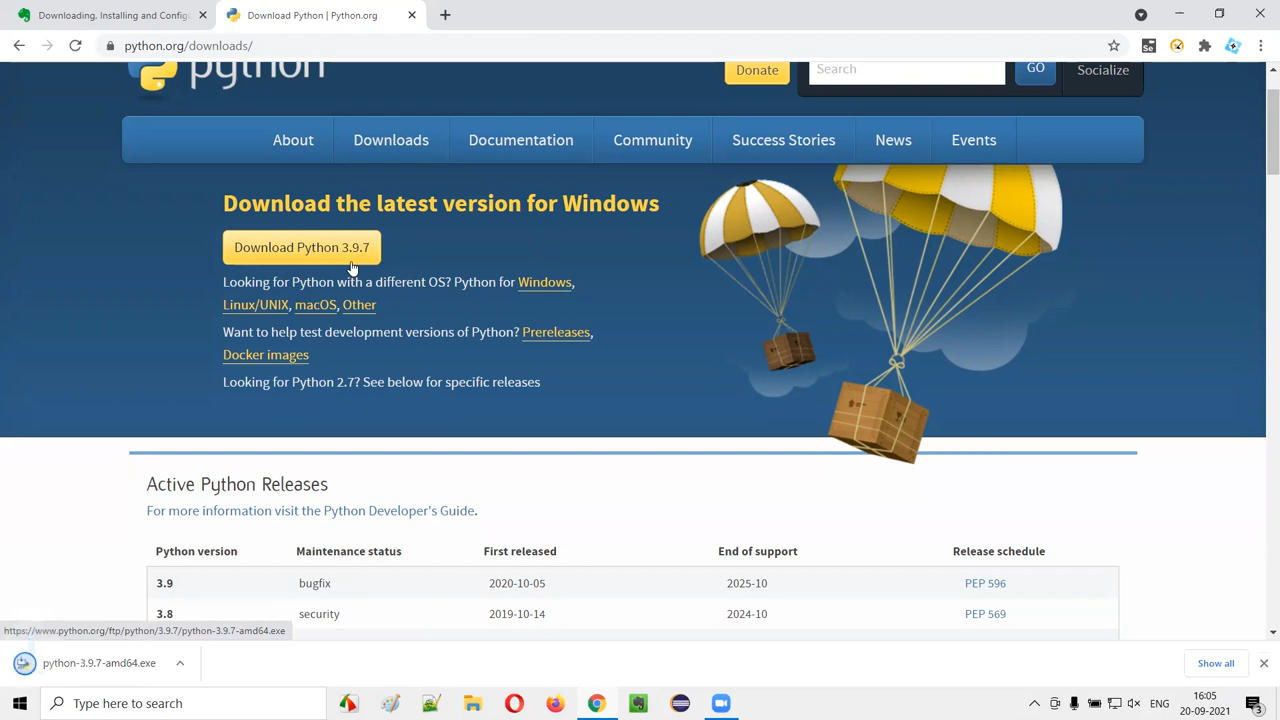 Downloading, Installing and Config
Download Python | Python.org
python.org/downloads/
python
Donate
Search
GO
Socialize
About
Downloads
Documentation
Community
Success Stories
News
Events
Download the latest version for Windows
Download Python 3.9.7
Looking for Python with a different OS? Python for Windows,
Linux/UNIX, macOS, Other
Want to help test development versions of Python? Prereleases,
Docker images
Looking for Python 2.7? See below for specific releases
Active Python Releases
For more information visit the Python Developer's Guide.
Python version Maintenance status First released End of support Release schedule
3.9 bugfix 2020-10-05 2025-10 PEP 596
3.8 security 2019-10-14 2024-10 PEP 569
https://www.python.org/ftp/python/3.9.7/python-3.9.7-amd64.exe
python-3.9.7-amd64.exe
Show all
Type here to search
ENG
16:05
20-09-2021
3